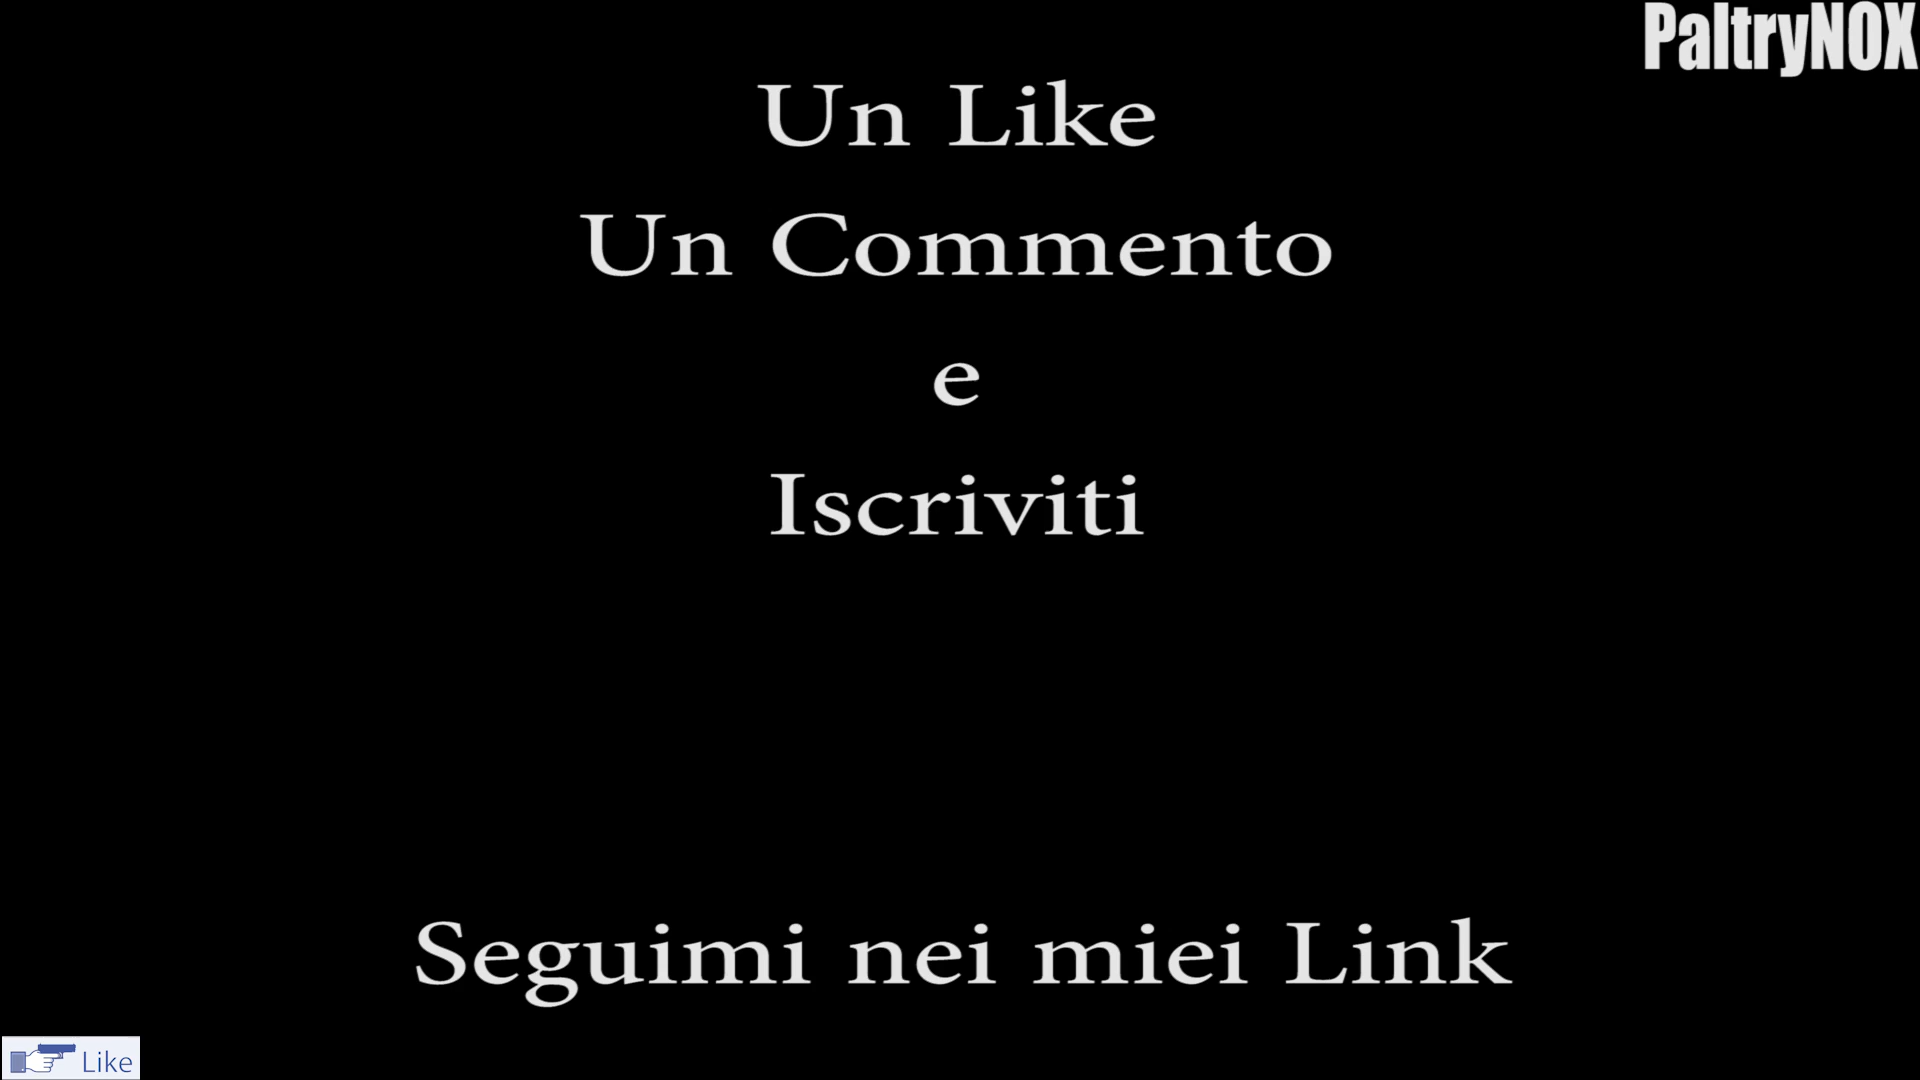 PaltryNOX
Un Like
Un Commento
e
Iscriviti
Seguimi nei miei Link
Like